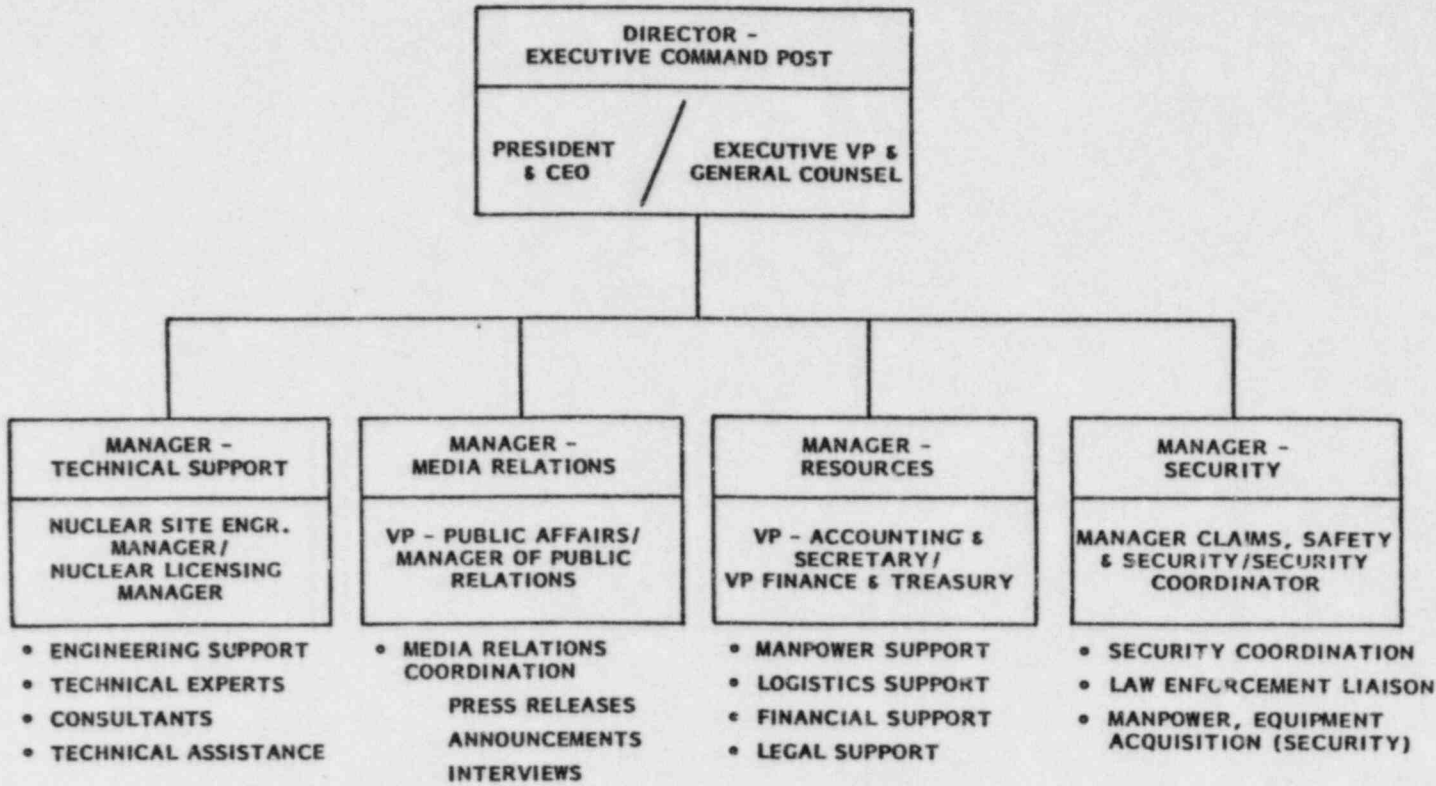 DIRECTOR -
EXECUTIVE COMMAND POST
PRESIDENT
& CEO
/
EXECUTIVE VP &
GENERAL COUNSEL
MANAGER -
TECHNICAL SUPPORT
NUCLEAR SITE ENGR.
MANAGER/
NUCLEAR LICENSING
MANAGER
• ENGINEERING SUPPORT
• TECHNICAL EXPERTS
• CONSULTANTS
• TECHNICAL ASSISTANCE
MANAGER -
MEDIA RELATIONS
VP - PUBLIC AFFAIRS/
MANAGER OF PUBLIC
RELATIONS
• MEDIA RELATIONS
COORDINATION
PRESS RELEASES
ANNOUNCEMENTS
INTERVIEWS
MANAGER -
RESOURCES
VP - ACCOUNTING &
SECRETARY/
VP FINANCE & TREASURY
• MANPOWER SUPPORT
• LOGISTICS SUPPORT
• FINANCIAL SUPPORT
• LEGAL SUPPORT
MANAGER -
SECURITY
MANAGER CLAIMS, SAFETY
& SECURITY/SECURITY
COORDINATOR
• SECURITY COORDINATION
• LAW ENFORCEMENT LIAISON
• MANPOWER, EQUIPMENT
ACQUISITION (SECURITY)